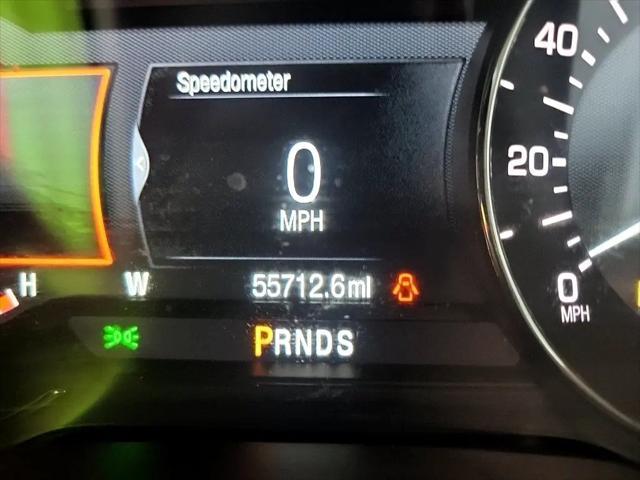 Speedometer
0
MPH
H
W
55712.6mi
PRNDS
40
20
0
MPH